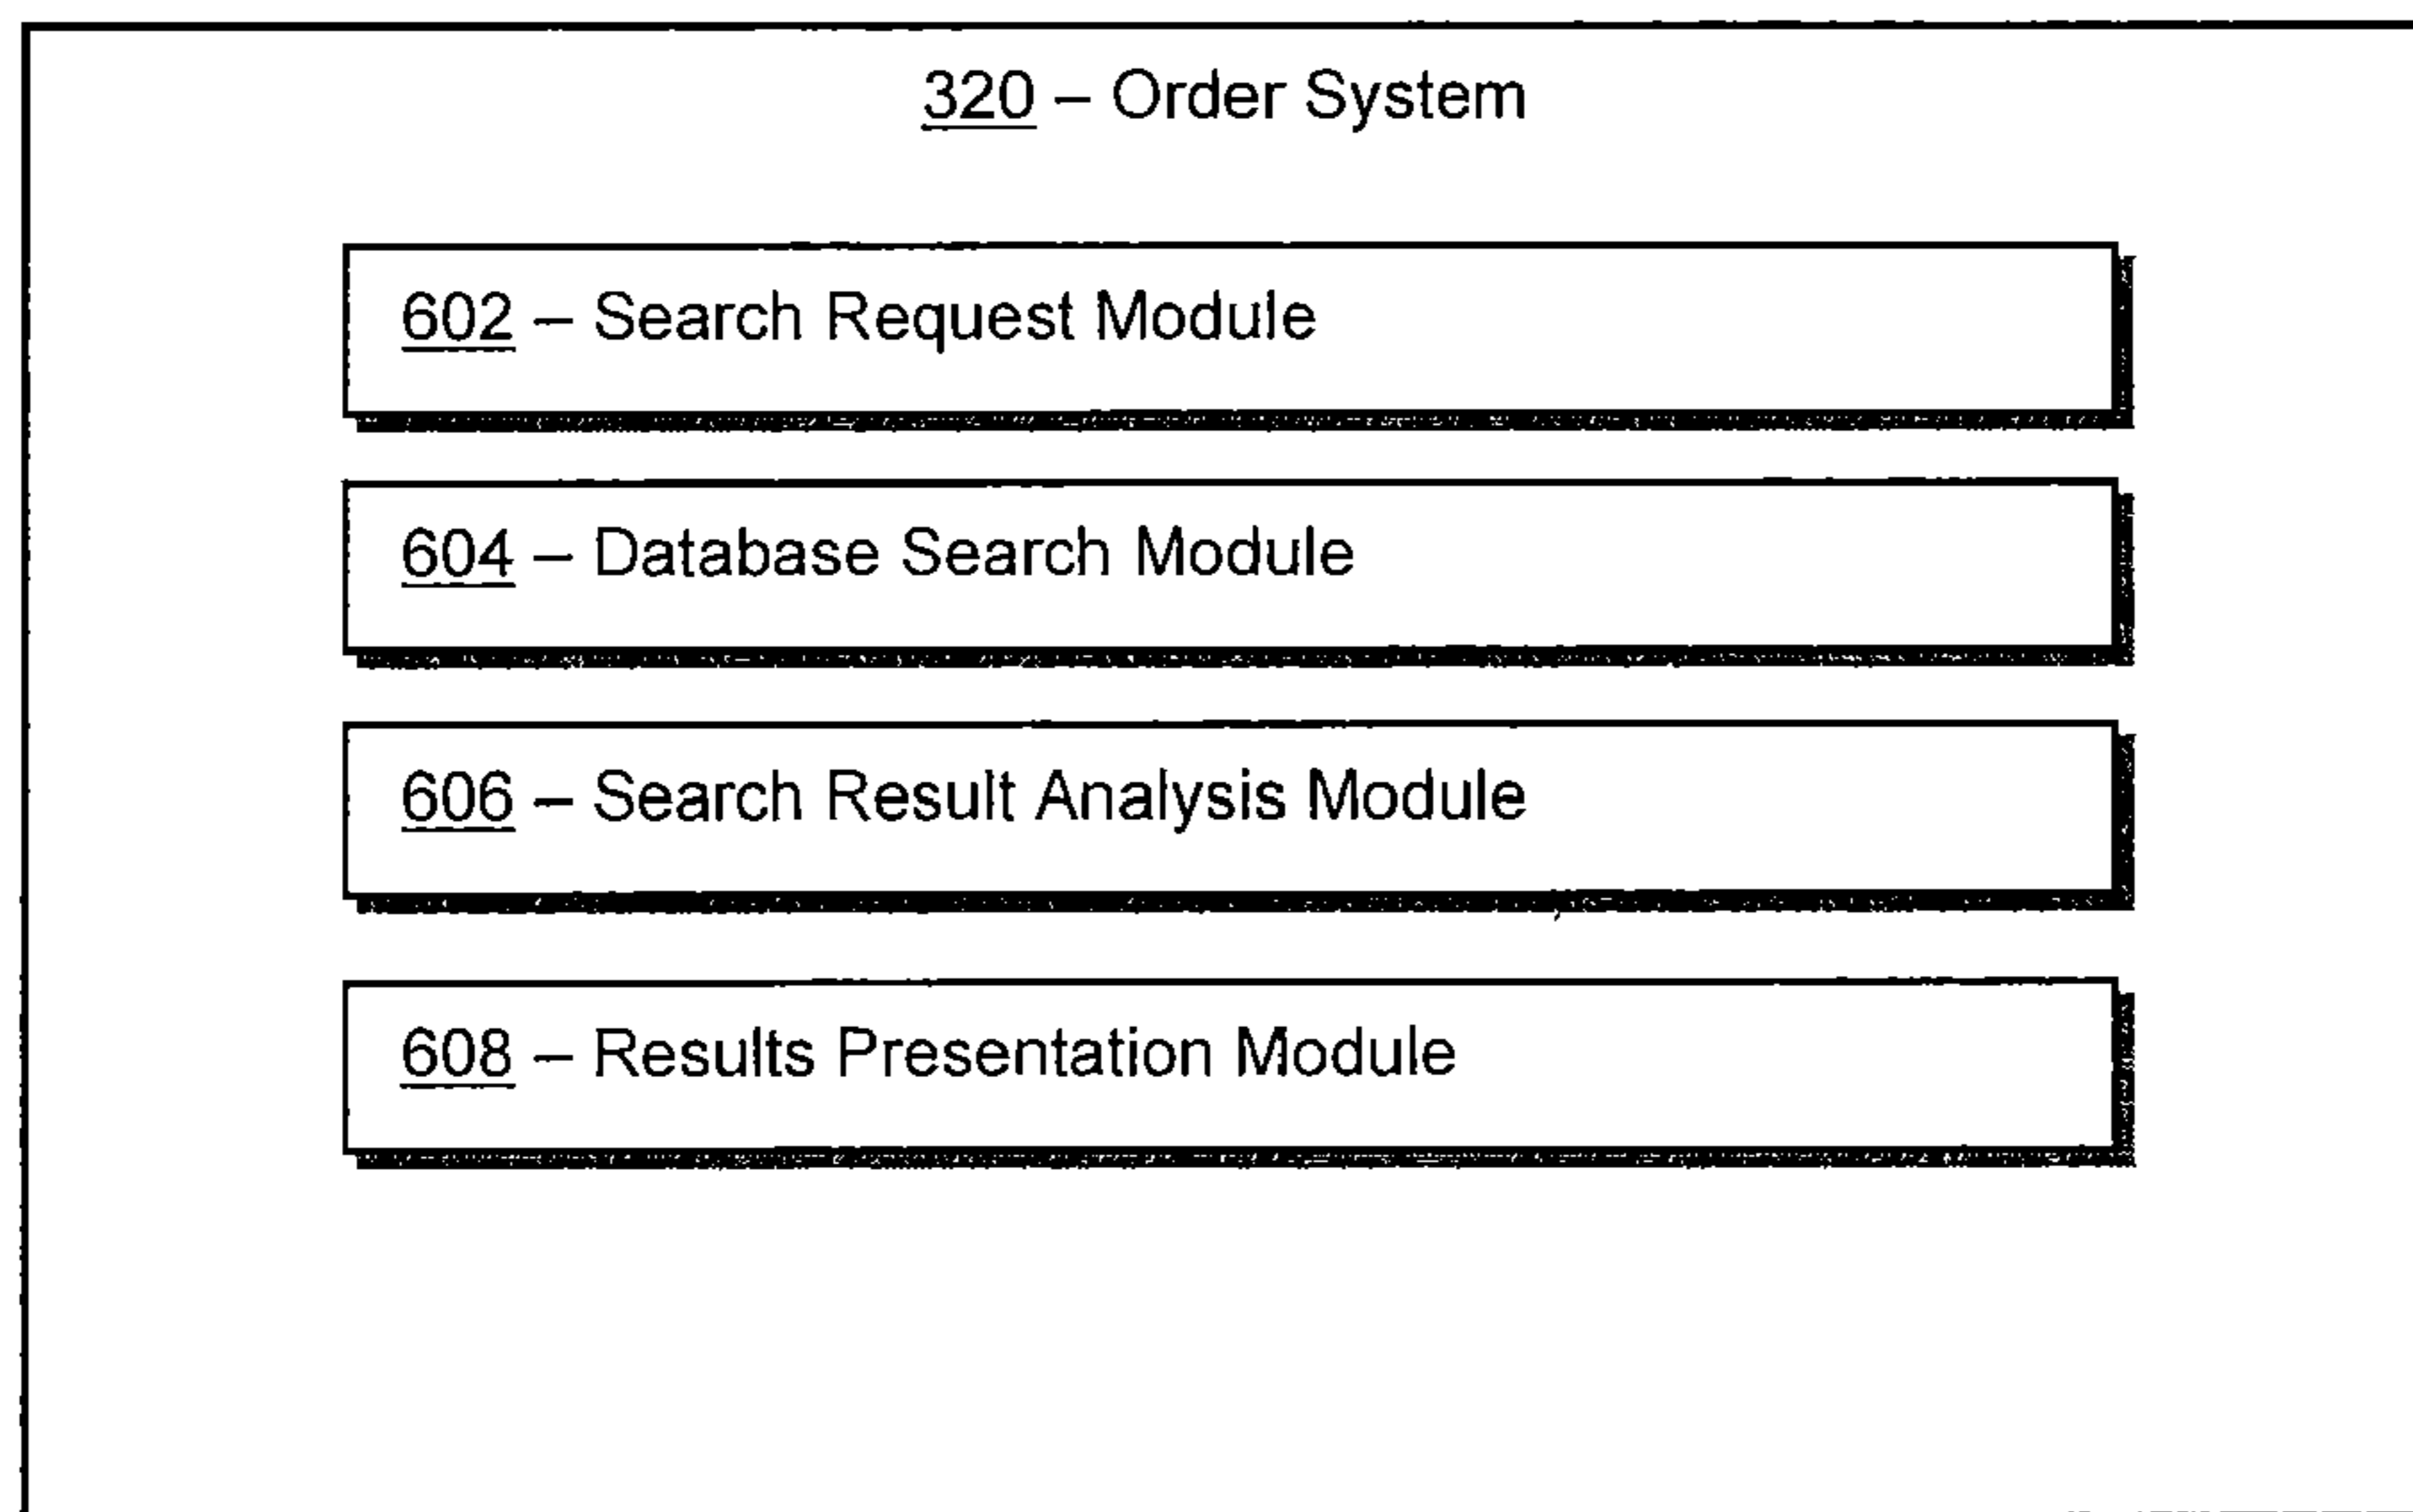 320 – Order System
602 – Search Request Module
604 – Database Search Module
606 – Search Result Analysis Module
608 – Results Presentation Module